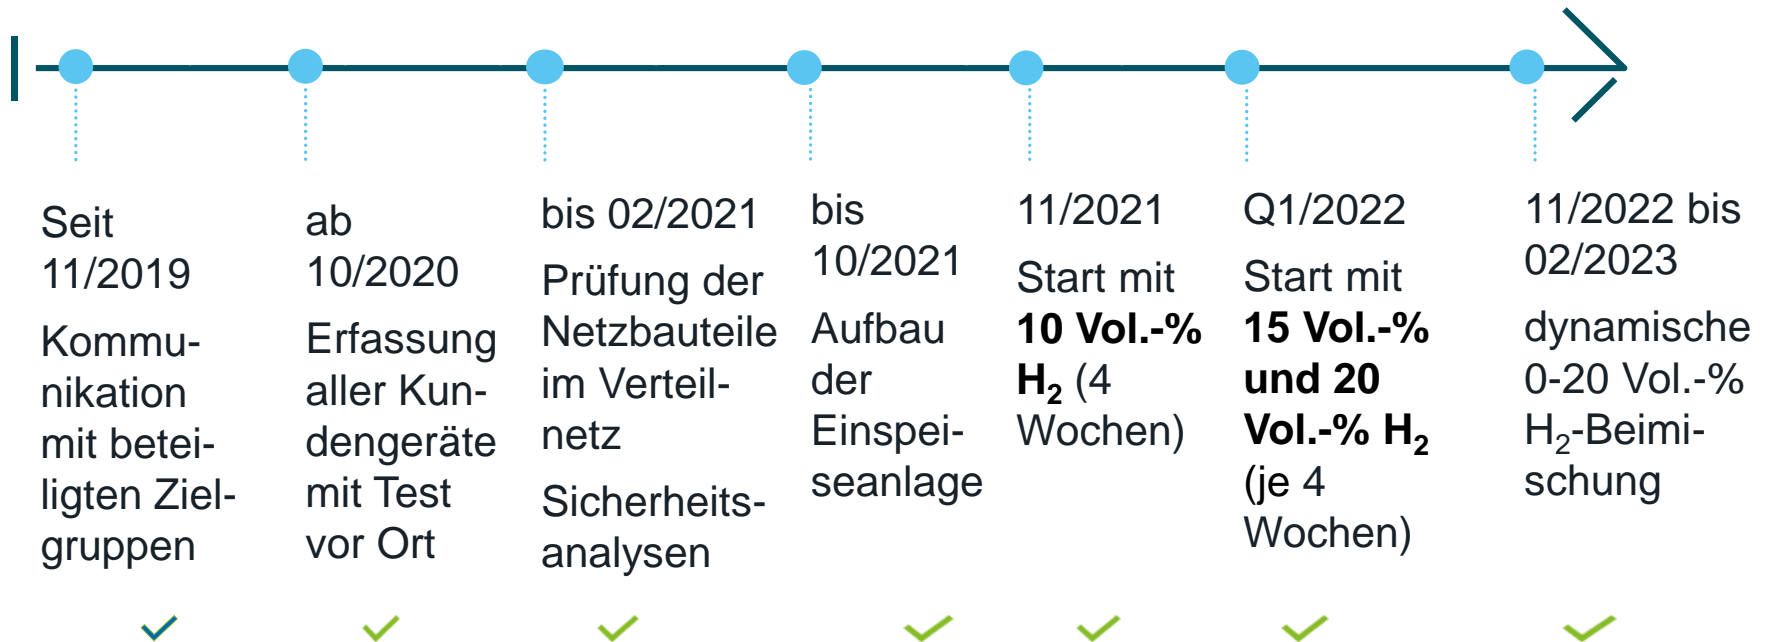 Seit
11/2019
Kommu-
nikation
mit betei-
ligten Ziel-
gruppen
ab
10/2020
Erfassung
aller Kun-
dengeräte
mit Test
vor Ort
bis 02/2021
Prüfung der
Netzbauteile
im Verteil-
netz
Sicherheits-
analysen
bis
10/2021
Aufbau
der
Einspei-
seanlage
11/2021
Start mit
10 Vol.-%
H₂ (4
Wochen)
Q1/2022
Start mit
15 Vol.-%
und 20
Vol.-% H₂
(je 4
Wochen)
11/2022 bis
02/2023
dynamische
0-20 Vol.-%
H₂-Beimi-
schung